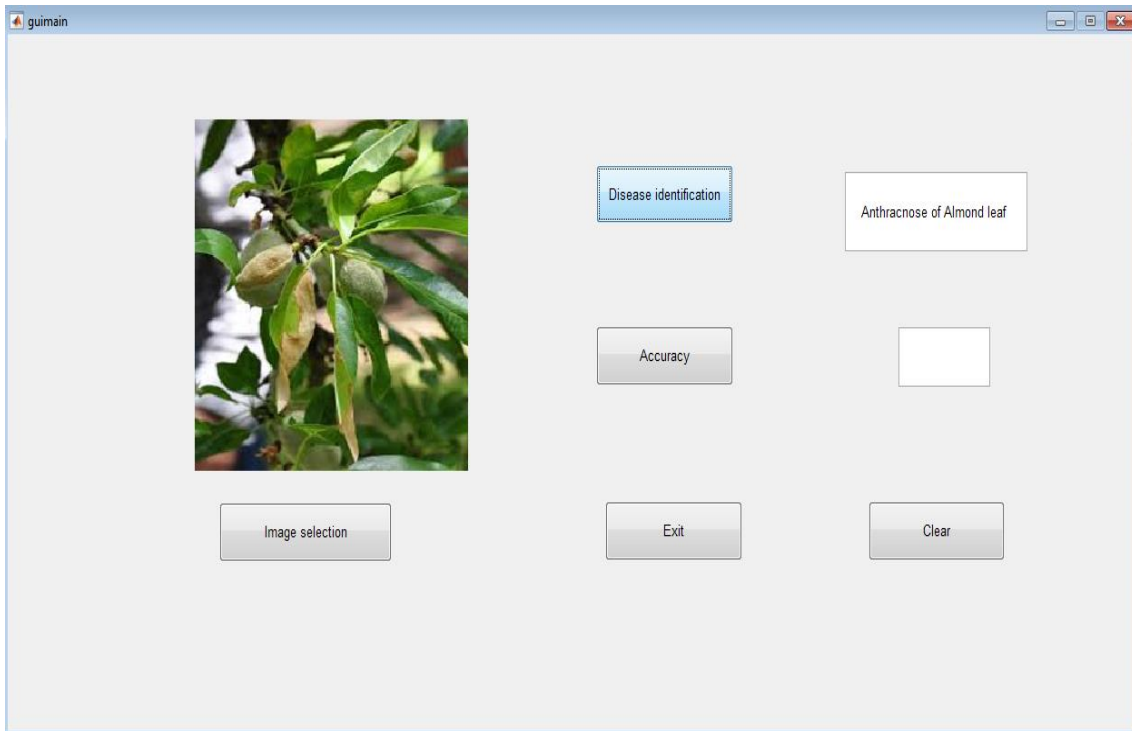 guimain
Disease identification
Anthracnose of Almond leaf
Accuracy
Image selection
Exit
Clear